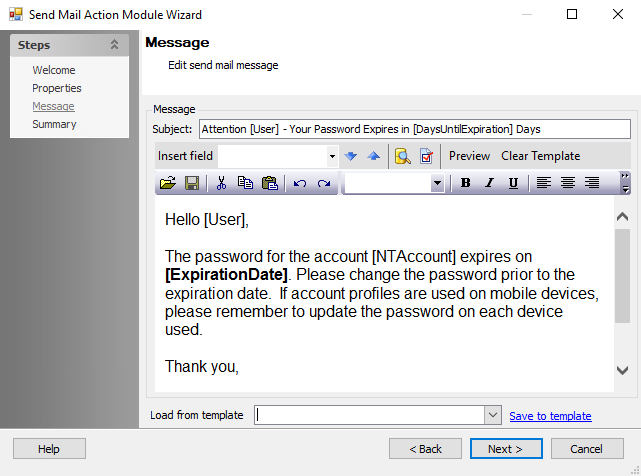 Send Mail Action Module Wizard
Steps
Welcome
Properties
Message
Summary
Message
Edit send mail message
Message
Subject: Attention [User] - Your Password Expires in [DaysUntilExpiration] Days
Insert field Preview Clear Template
B I U
Hello [User],
The password for the account [NTAccount] expires on
[ExpirationDate]. Please change the password prior to the
expiration date.  If account profiles are used on mobile devices,
please remember to update the password on each device
used.
Thank you,
Load from template Save to template
Help < Back Next > Cancel